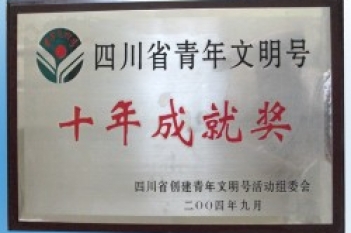 四川省青年文明号
十年成就奖
四川省创建青年文明号活动组委会
二〇〇四年九月